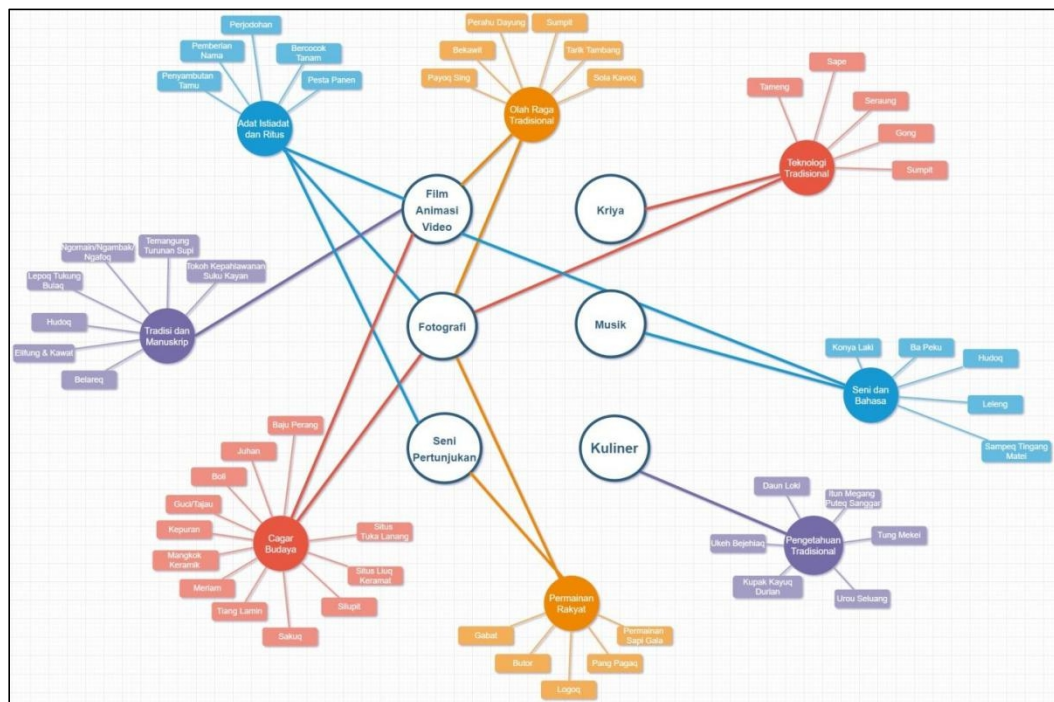 Perjodohan
Pemberian
Nama
Bercocok
Tanam
Penyambutan
Tamu
Pesta Panen
Adat Istiadat
dan Ritus
Perahu Dayung
Sumpit
Bekawit
Tarik Tambang
Payoq Sing
Sola Kavoq
Olah Raga
Tradisional
Sape
Tameng
Seraung
Gong
Sumpit
Teknologi
Tradisional
Film
Animasi
Video
Kriya
Ngomain/Ngambak/
Ngafoq
Temangung
Turunan Supi
Lepoq Tukung
Bulaq
Tokoh Kepahlawanan
Suku Kayan
Hudoq
Belareq
Tradisi dan
Manuskrip
Fotografi
Musik
Konya Laki
Ba Peku
Hudoq
Leleng
Sampeq Tingang
Matei
Seni dan
Bahasa
Seni
Pertunjukan
Kuliner
Baju Perang
Juhan
Boli
Guci/Tajau
Kepuran
Mangkok
Keramik
Meriam
Tiang Lamin
Sakuq
Silupit
Situs Liuq
Keramat
Situs
Tuka Lanang
Cagar
Budaya
Daun Loki
Itun Megang
Puteq Sanggar
Ukeh Bejehiaq
Tung Mekei
Kupak Kayuq
Durian
Urou Seluang
Pengetahuan
Tradisional
Permainan
Rakyat
Gabat
Permainan
Sapi Gala
Butor
Pang Pagaq
Logoq